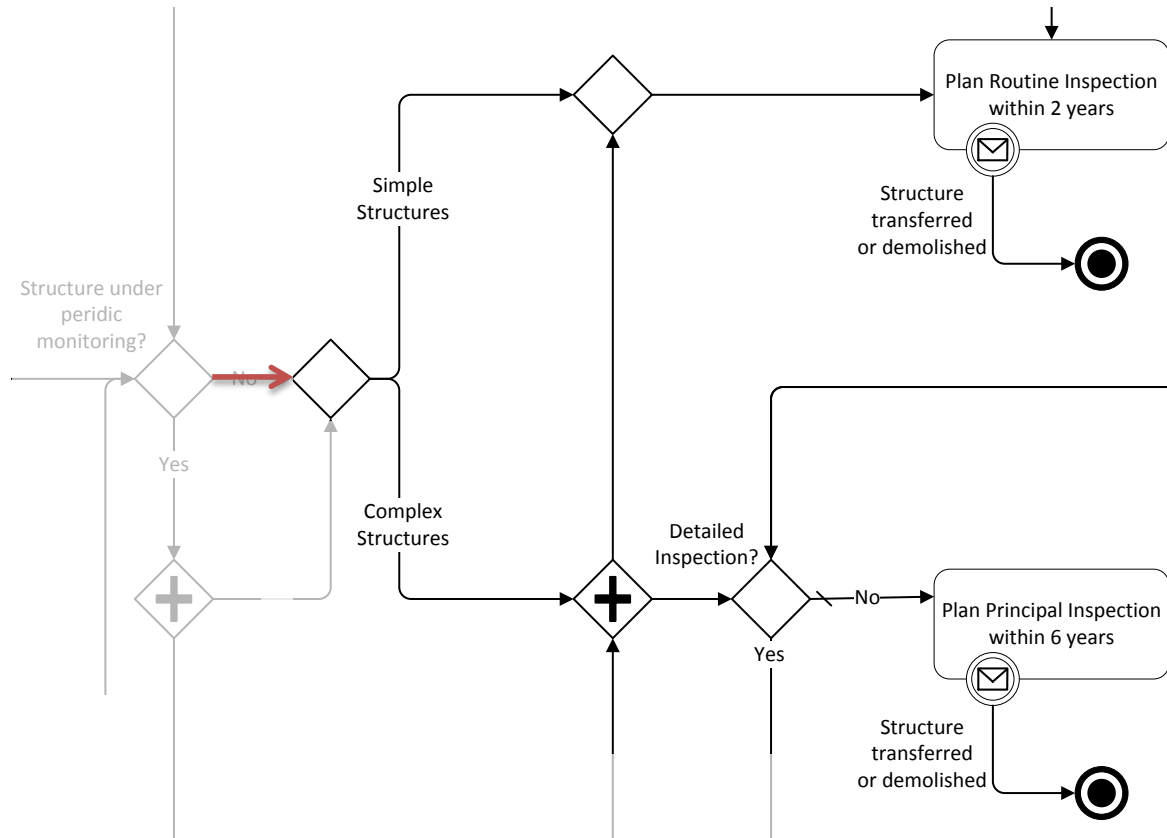 Plan Routine Inspection
within 2 years
Simple
Structures
Structure
transferred
or demolished
Structure under
peridic
monitoring?
No
Yes
Complex
Structures
Detailed
Inspection?
No
Plan Principal Inspection
within 6 years
Yes
Structure
transferred
or demolished